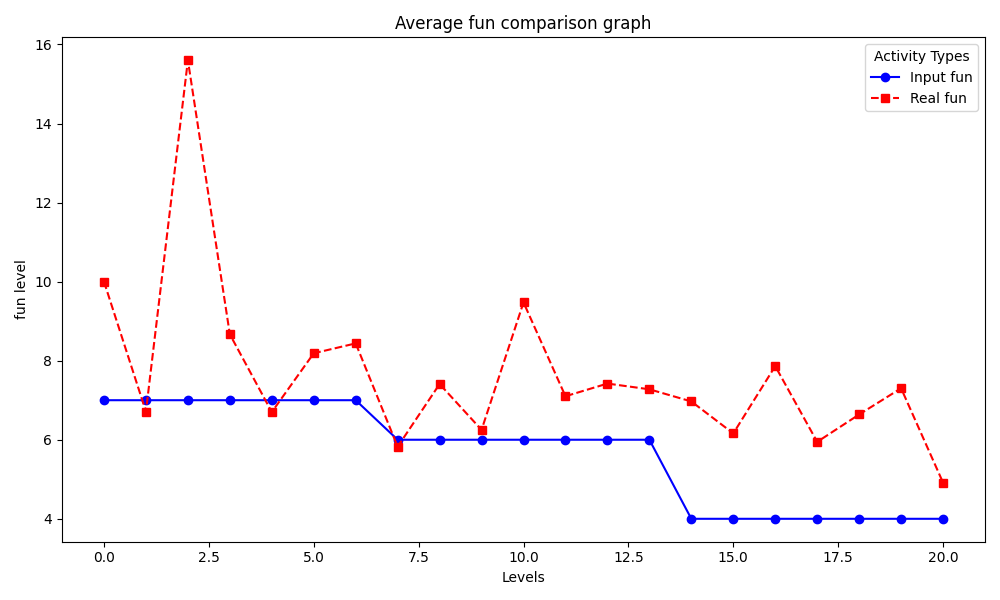 Average fun comparison graph
16
14
12
10
8
6
4
fun level
Activity Types
Input fun
Real fun
0.0 2.5 5.0 7.5 10.0 12.5 15.0 17.5 20.0
Levels